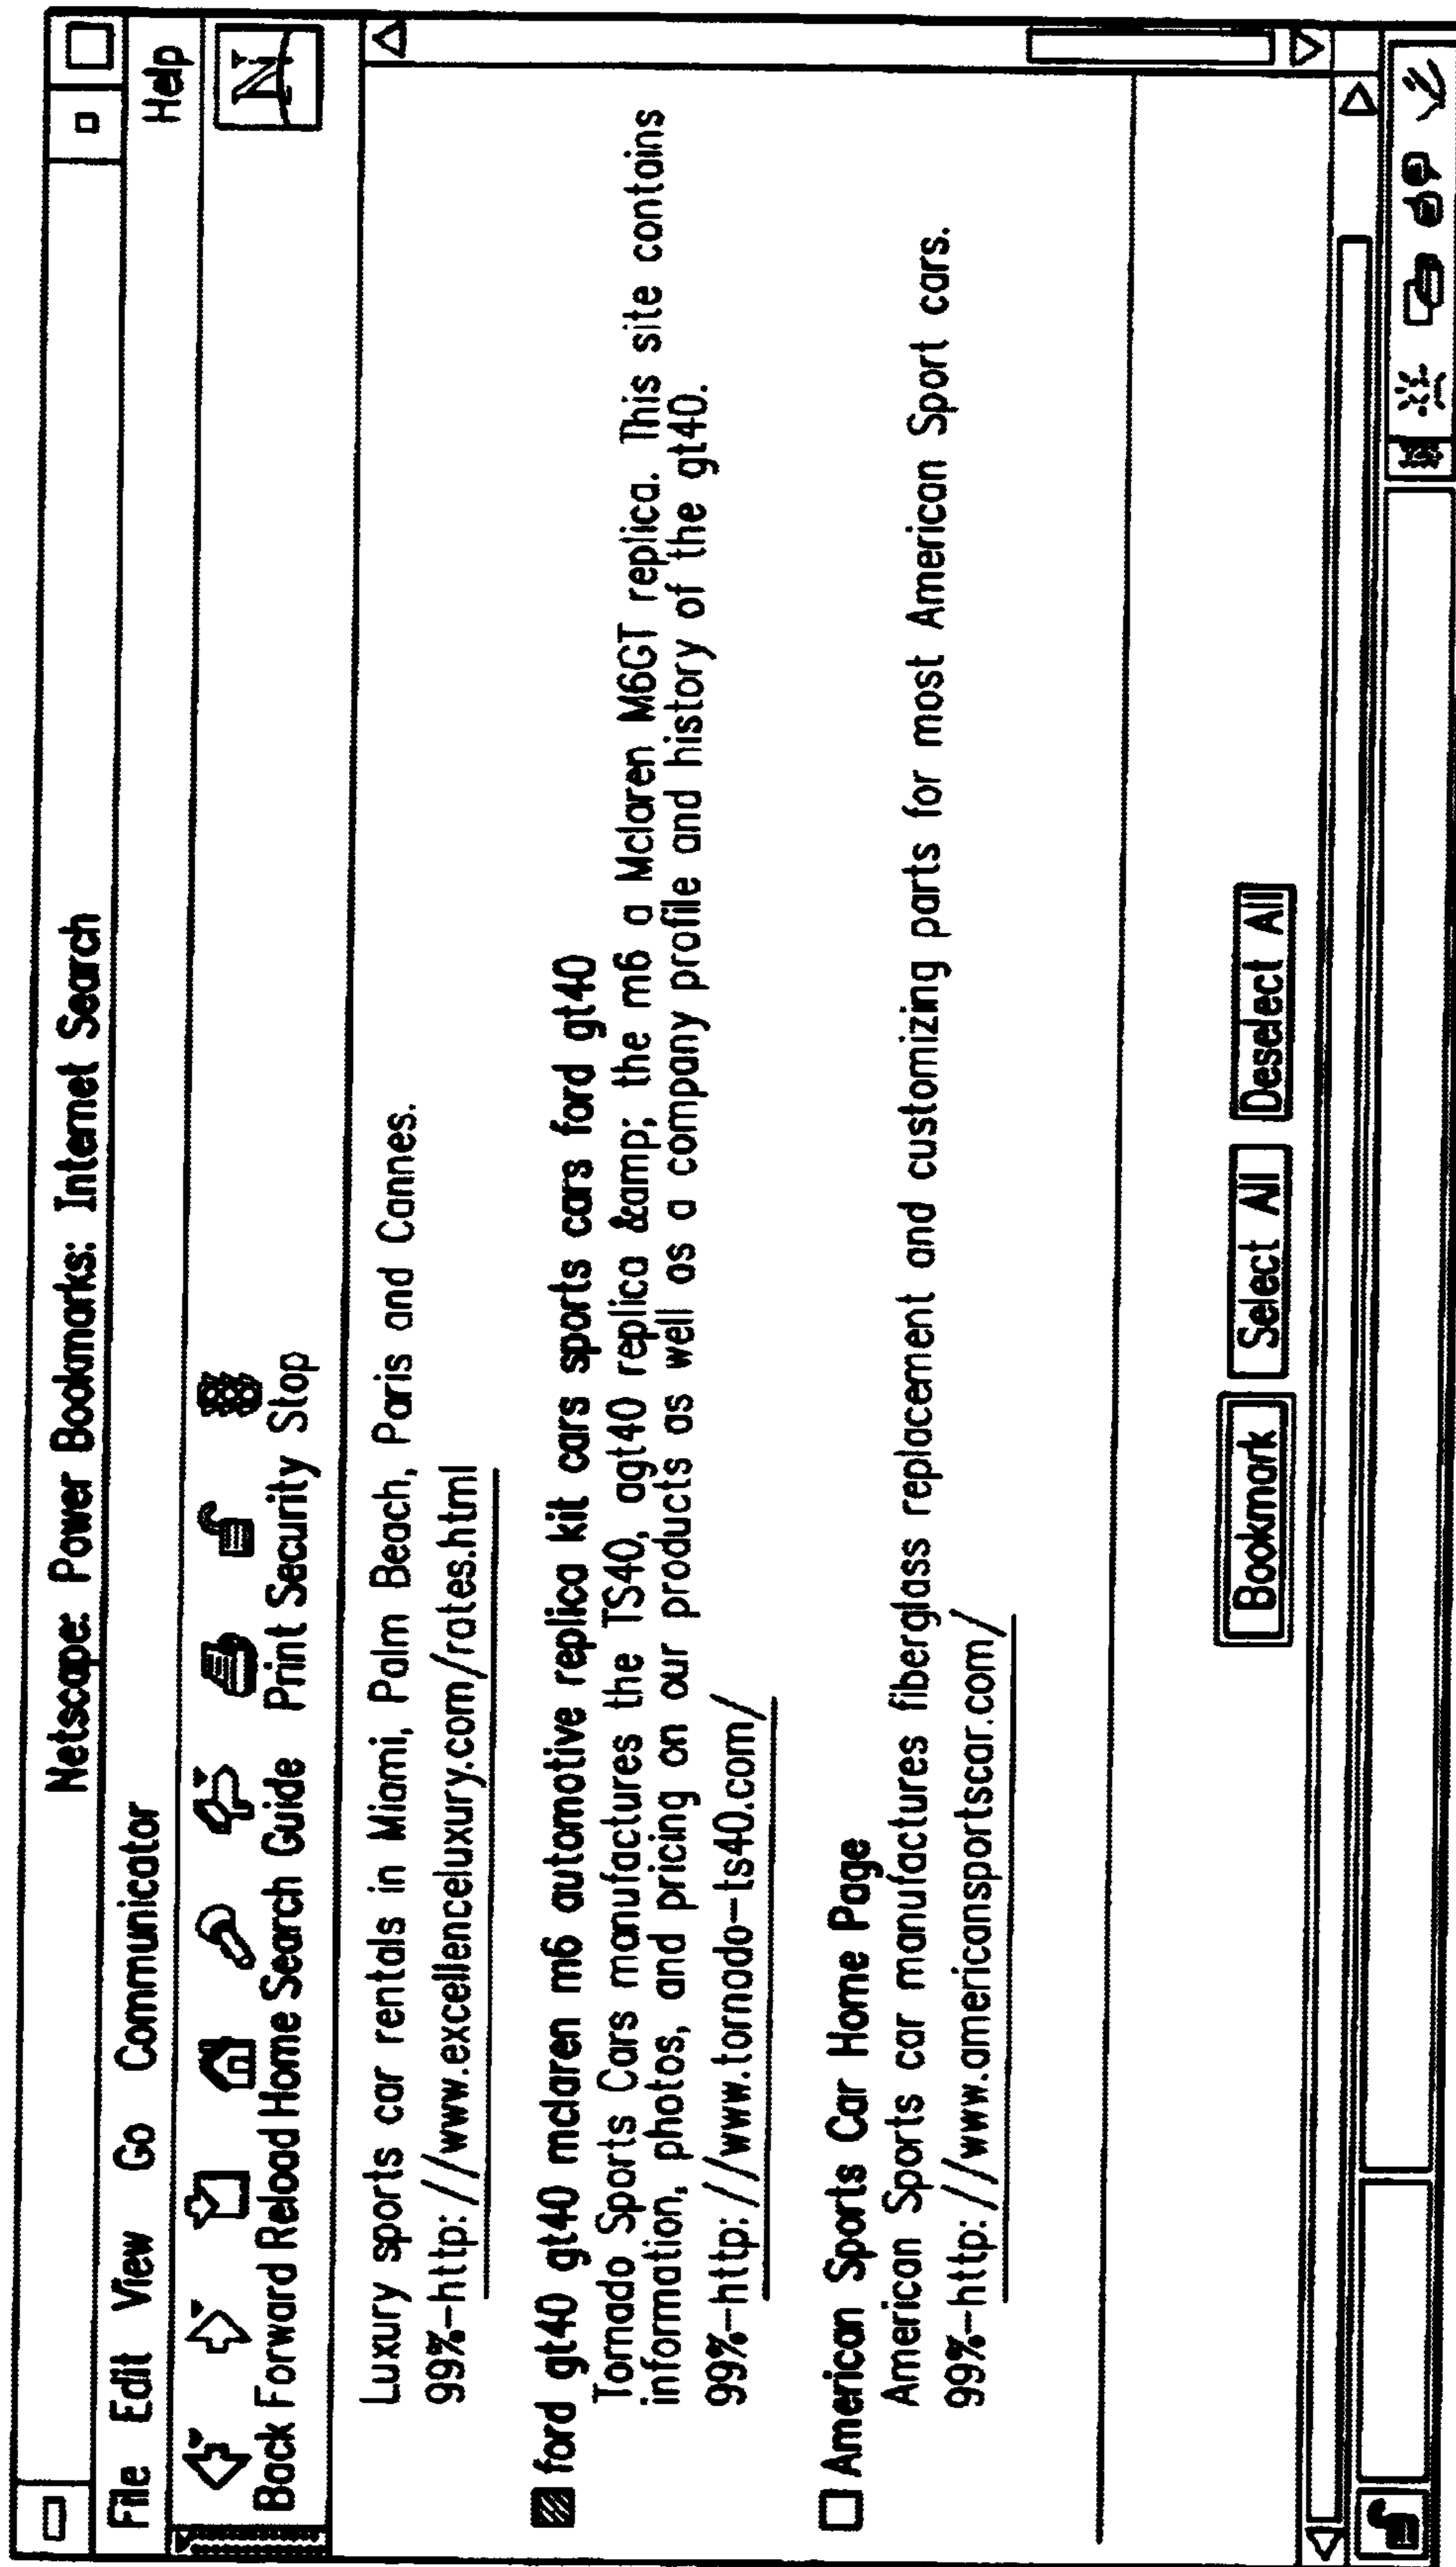 Netscape: Power Bookmarks: Internet Search
File Edit View Go Communicator Help
Back Forward Reload Home Search Guide Print Security Stop
N
Luxury sports car rentals in Miami, Palm Beach, Paris and Cannes.
99%-http://www.excellenceluxury.com/rates.html
ford gt40 gt40 mclaren m6 automotive replica kit cars sports cars ford gt40
Tornado Sports Cars manufactures the TS40, agt40 replica &amp; the m6 a Mclaren M6GT replica. This site contains
information, photos, and pricing on our products as well as a company profile and history of the gt40.
99%-http://www.tornado-ts40.com/
American Sports Car Home Page
American Sports car manufactures fiberglass replacement and customizing parts for most American Sport cars.
99%-http://www.americansportscar.com/
Bookmark Select All Deselect All